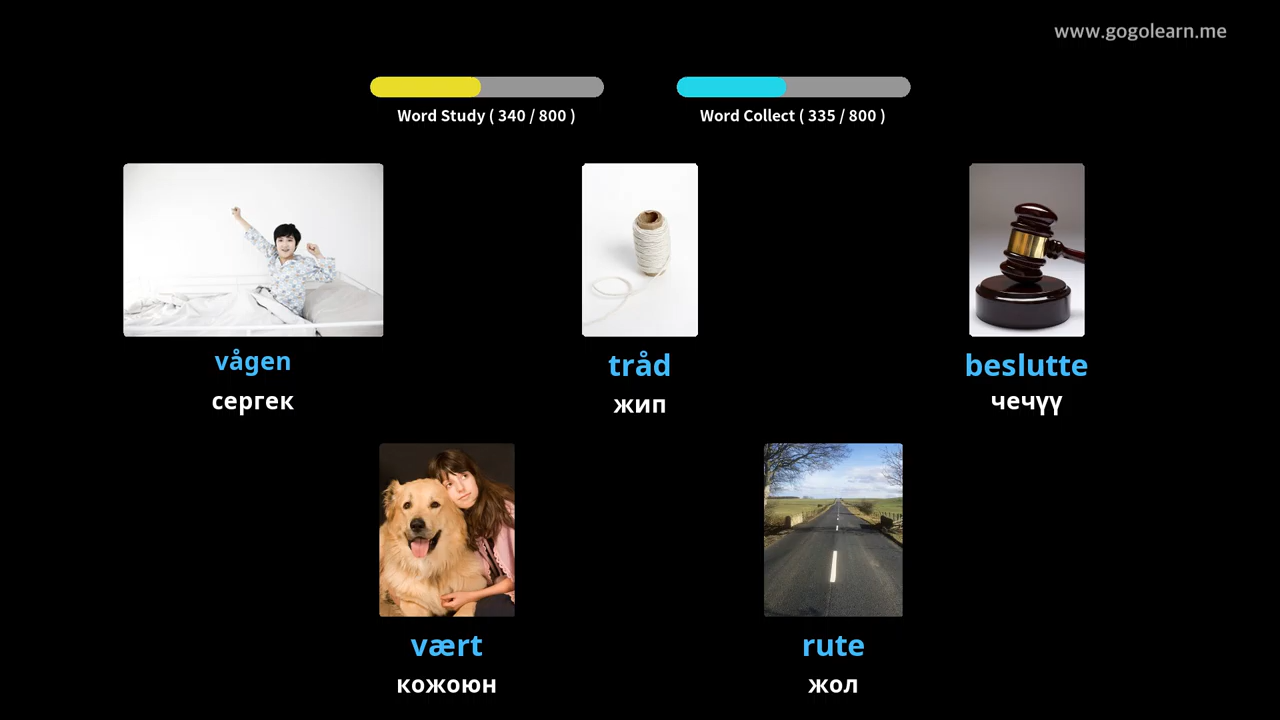 www.gogolearn.me
Word Study ( 340 / 800 )
Word Collect ( 335 / 800 )
vågen
сергек
tråd
жип
beslutte
чечүү
vært
кожоюн
rute
жол